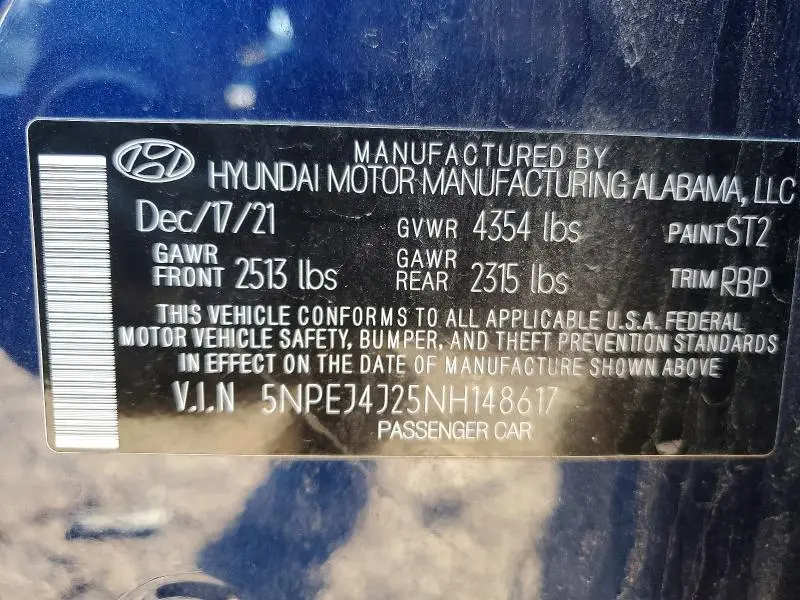 MANUFACTURED BY
HYUNDAI MOTOR MANUFACTURING ALABAMA, LLC
Dec/17/21 GVWR 4354 lbs PAINT ST2
GAWR FRONT 2513 lbs GAWR REAR 2315 lbs TRIM RBP
THIS VEHICLE CONFORMS TO ALL APPLICABLE U.S.A. FEDERAL
MOTOR VEHICLE SAFETY, BUMPER, AND THEFT PREVENTION STANDARDS
IN EFFECT ON THE DATE OF MANUFACTURE SHOWN ABOVE
V.I.N 5NPEJ4J25NH148617
PASSENGER CAR